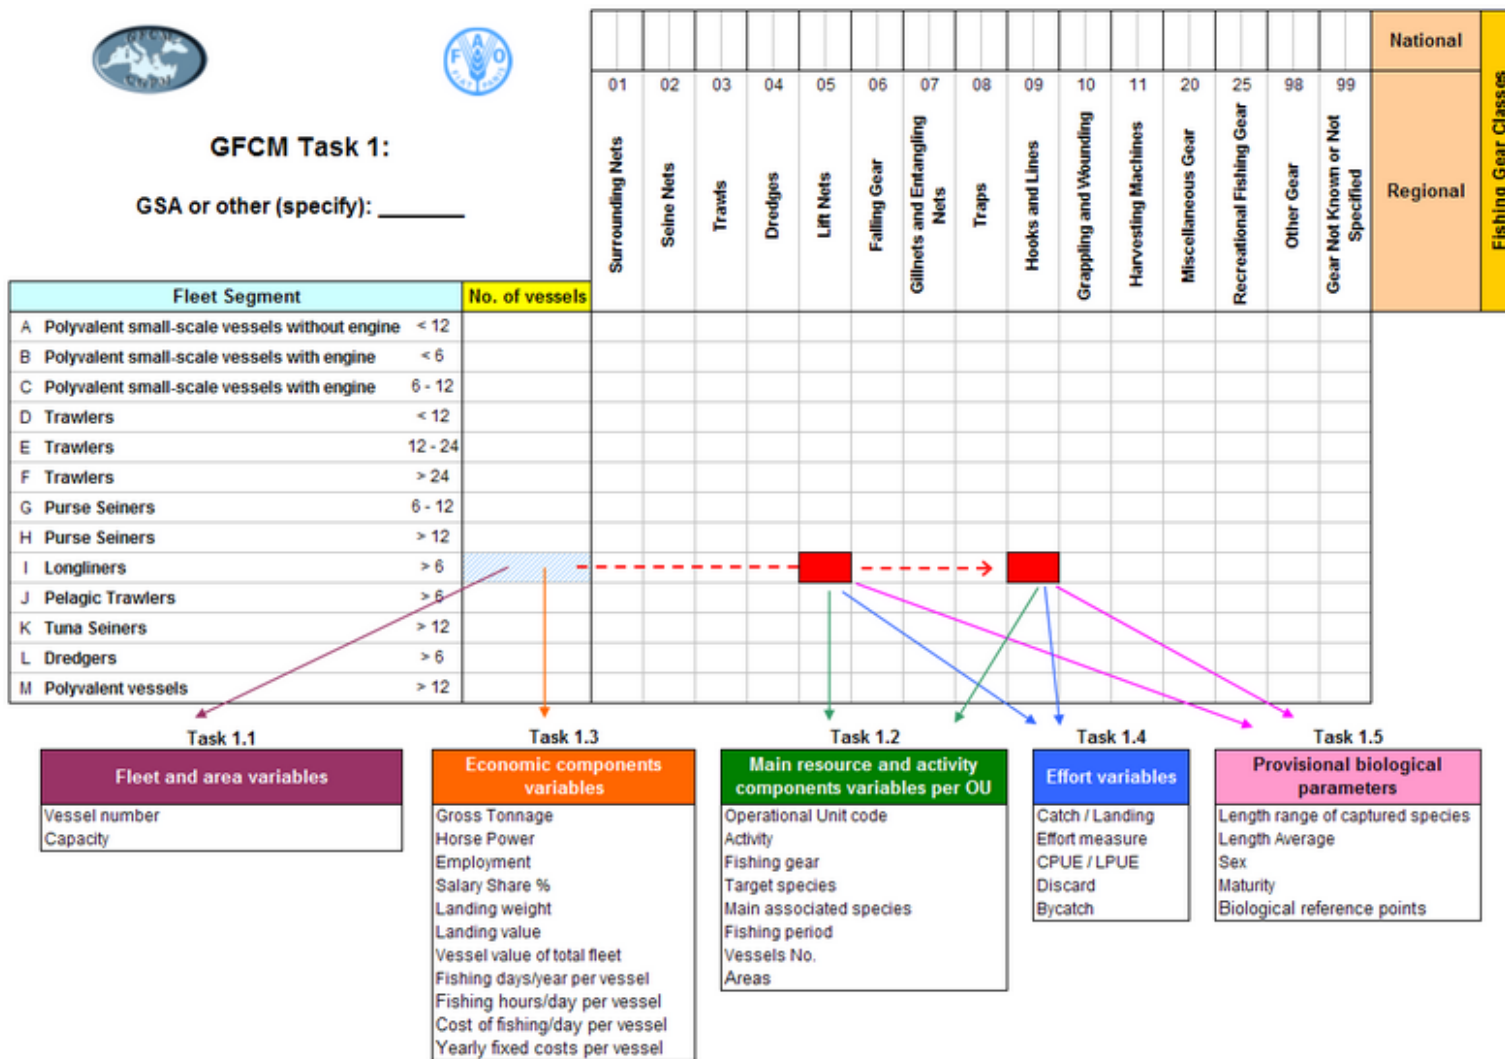 GFCM
FAO
FIAT PANIS
GFCM Task 1:
GSA or other (specify):
National
01 02 03 04 05 06 07 08 09 10 11 20 25 98 99
Surrounding Nets
Seine Nets
Trawls
Dredges
Lift Nets
Falling Gear
Gillnets and Entangling Nets
Traps
Hooks and Lines
Grappling and Wounding
Harvesting Machines
Miscellaneous Gear
Recreational Fishing Gear
Other Gear
Gear Not Known or Not Specified
Regional
Fishing Gear Classes
Fleet Segment No. of vessels
A Polyvalent small-scale vessels without engine < 12
B Polyvalent small-scale vessels with engine < 6
C Polyvalent small-scale vessels with engine 6 - 12
D Trawlers < 12
E Trawlers 12 - 24
F Trawlers > 24
G Purse Seiners 6 - 12
H Purse Seiners > 12
I Longliners > 6
J Pelagic Trawlers > 6
K Tuna Seiners > 12
L Dredgers > 6
M Polyvalent vessels > 12
Task 1.1
Fleet and area variables
Vessel number
Capacity
Task 1.3
Economic components
variables
Gross Tonnage
Horse Power
Employment
Salary Share %
Landing weight
Landing value
Vessel value of total fleet
Fishing days/year per vessel
Fishing hours/day per vessel
Cost of fishing/day per vessel
Yearly fixed costs per vessel
Task 1.2
Main resource and activity
components variables per OU
Operational Unit code
Activity
Fishing gear
Target species
Main associated species
Fishing period
Vessels No.
Areas
Task 1.4
Effort variables
Catch / Landing
Effort measure
CPUE / LPUE
Discard
Bycatch
Task 1.5
Provisional biological
parameters
Length range of captured species
Length Average
Sex
Maturity
Biological reference points